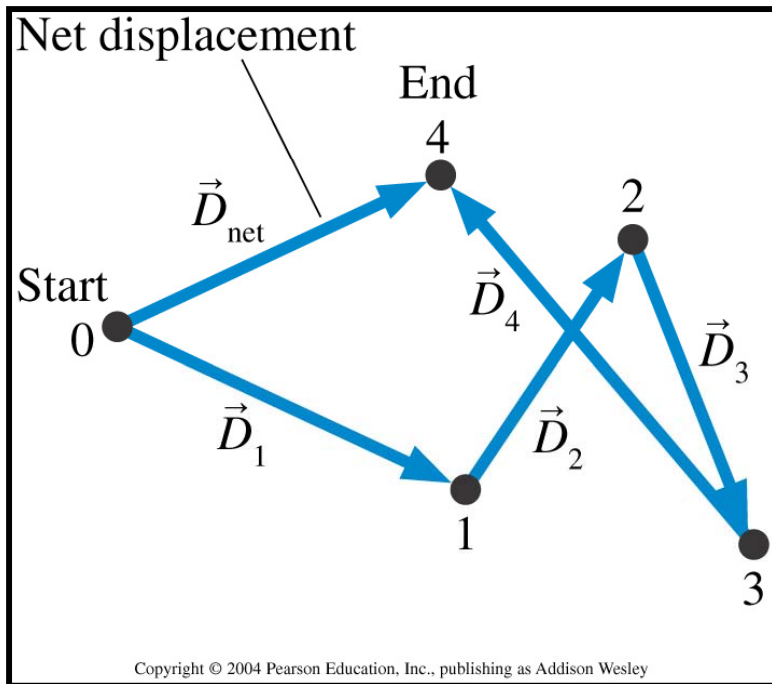 Net displacement
End
4
2
D⃗net
Start
0
D⃗4
D⃗3
D⃗1
D⃗2
1
3
Copyright © 2004 Pearson Education, Inc., publishing as Addison Wesley